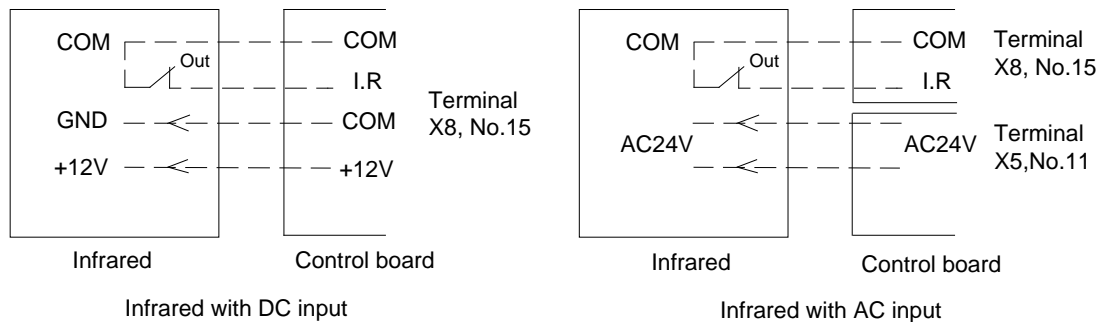 COM
COM
Out
I.R
GND
COM
+12V
+12V
Terminal
X8, No.15
Infrared
Control board
Infrared with DC input
COM
COM
Terminal
X8, No.15
Out
I.R
AC24V
AC24V
Terminal
X5,No.11
Infrared
Control board
Infrared with AC input